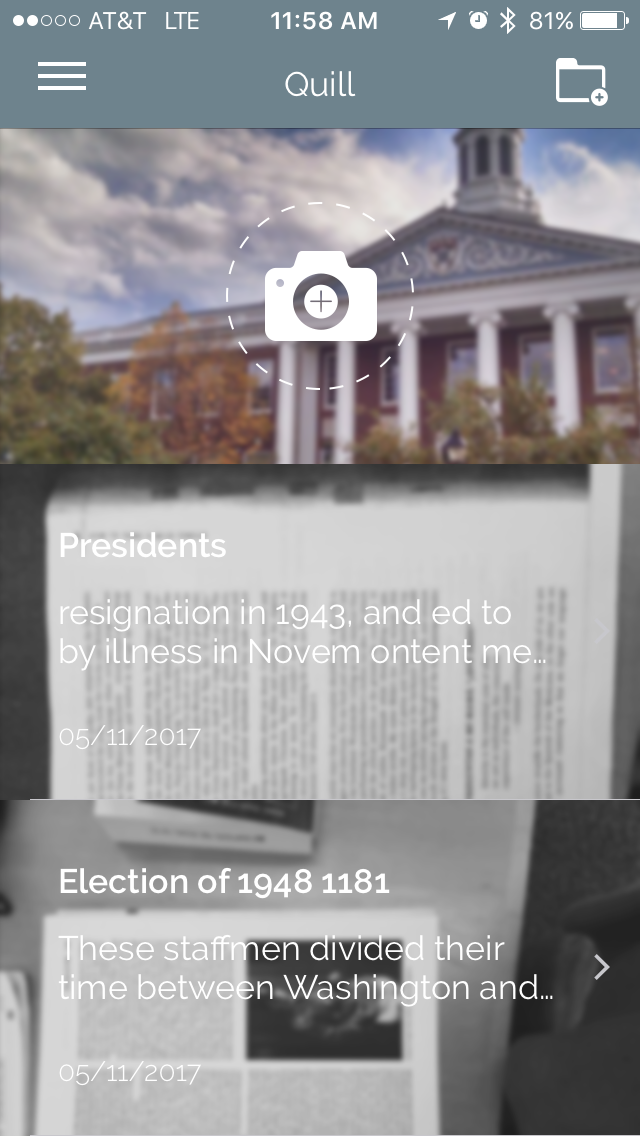 AT&T LTE 11:58 AM 81%
Quill
Presidents
resignation in 1943, and ed to
by illness in Novem ontent me...
05/11/2017
Election of 1948 1181
These staffmen divided their
time between Washington and...
05/11/2017